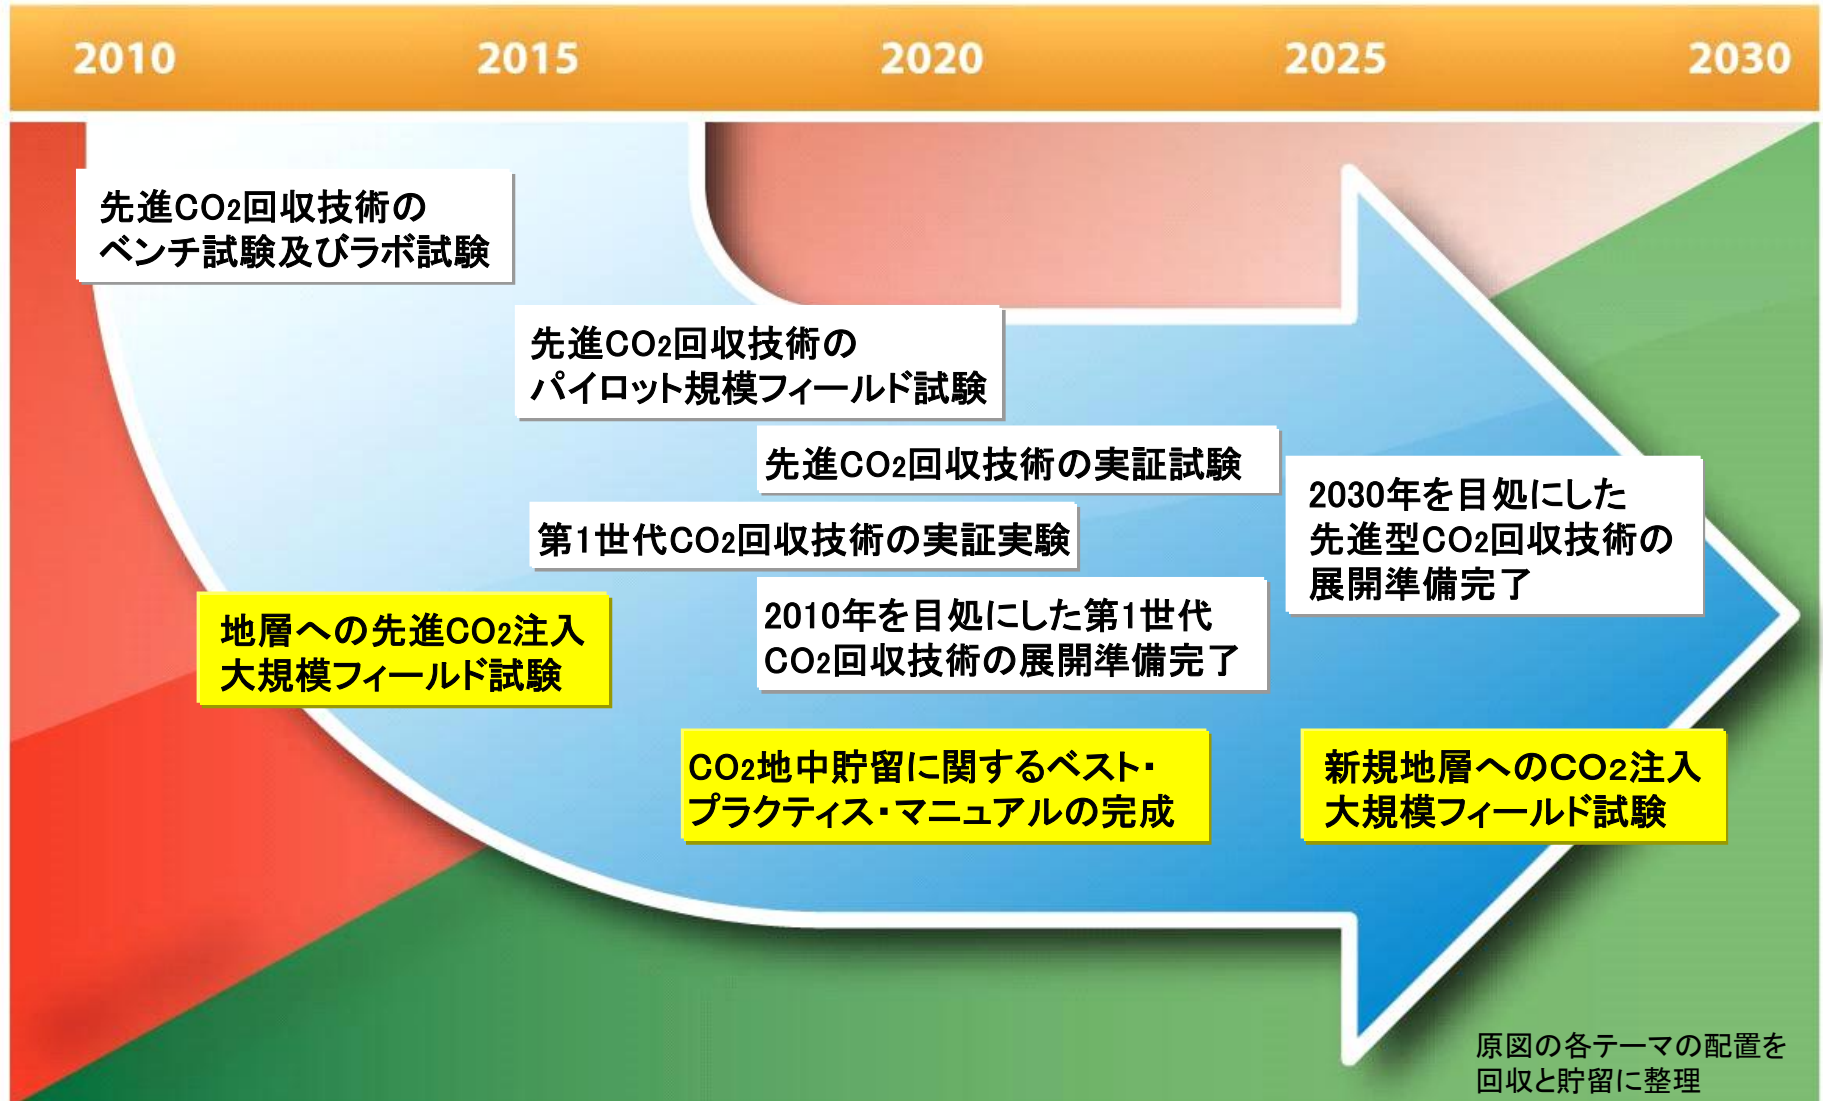 2010 2015 2020 2025 2030
先進CO2回収技術の
ベンチ試験及びラボ試験
先進CO2回収技術の
パイロット規模フィールド試験
先進CO2回収技術の実証試験
2030年を目処にした
先進型CO2回収技術の
展開準備完了
第1世代CO2回収技術の実証実験
2010年を目処にした第1世代
CO2回収技術の展開準備完了
地層への先進CO2注入
大規模フィールド試験
CO2地中貯留に関するベスト・
プラクティス・マニュアルの完成
新規地層へのCO2注入
大規模フィールド試験
原図の各テーマの配置を
回収と貯留に整理